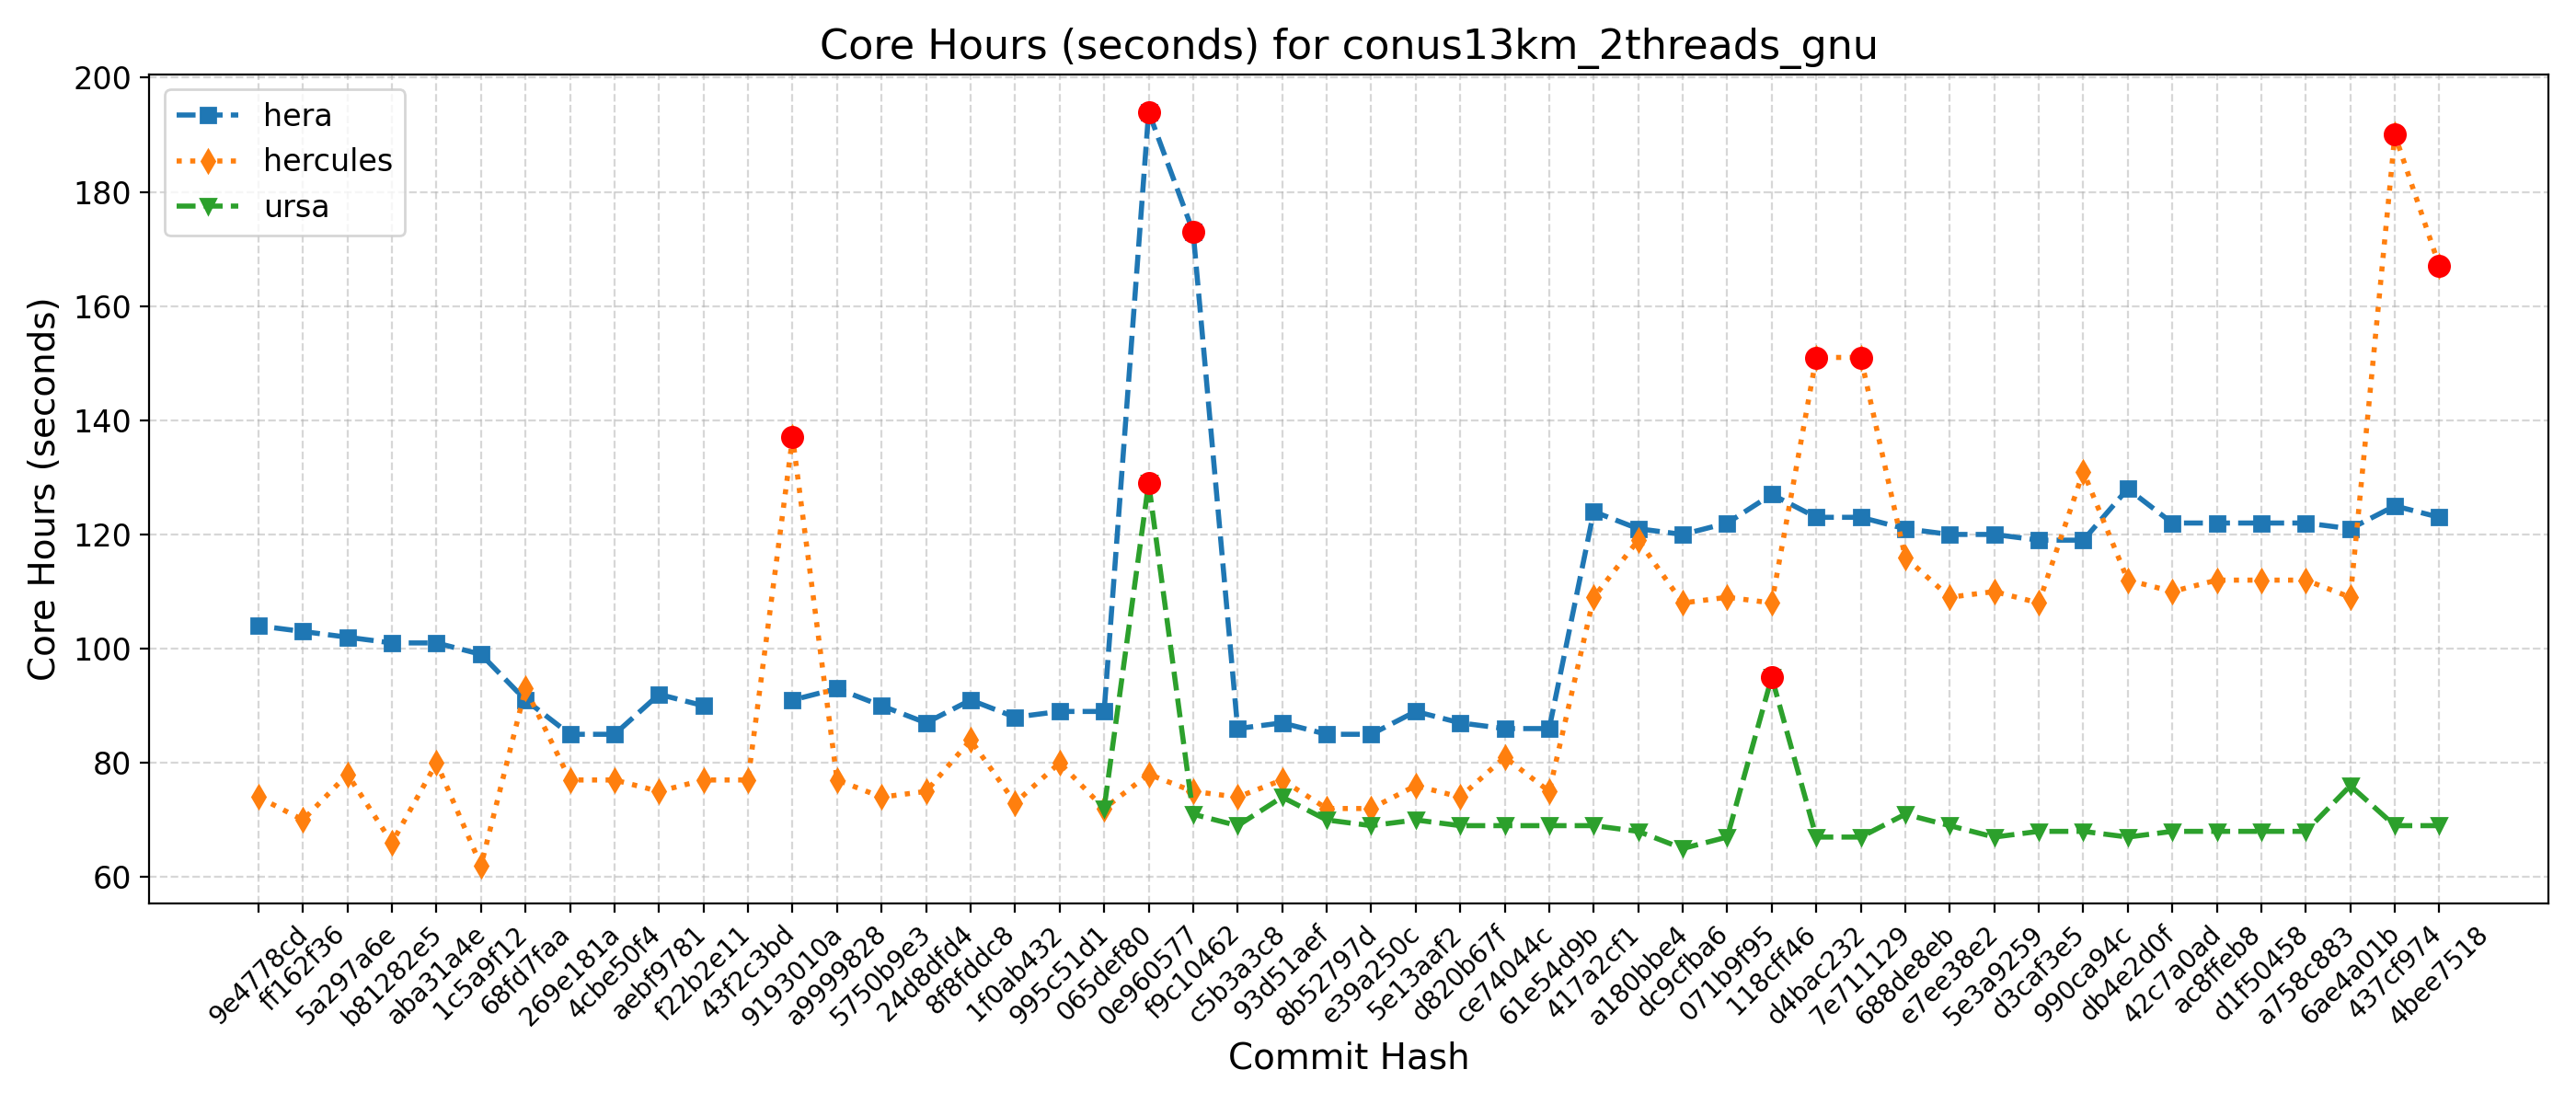 Core Hours (seconds) for conus13km_2threads_gnu
hera
hercules
ursa
Core Hours (seconds)
200
180
160
140
120
100
80
60
9e4778cd
ff162f36
5a297a6e
b81282e5
aba31a4e
1c5a9f12
68fd7faa
269e181a
4cbe50f4
aebf9781
f22b2e11
43f2c3bd
9193010a
a9999828
5750b9e3
24d8dfd4
8f8fddc8
1f0ab432
995c51d1
065def80
0e960577
f9c10462
c5b3a3c8
93d51aef
8b52797d
e39a250c
5e13aaf2
d820b67f
ce74044c
61e54d9b
417a2cf1
a180bbe4
dc9cfba6
071b9f95
118cff46
d4bac232
7e711129
688de8eb
e7ee38e2
5e3a9259
d3caf3e5
990ca94c
db4e2d0f
42c7a0ad
ac8ffeb8
d1f50458
a758c883
6ae4a01b
437cf974
4bee7518
Commit Hash